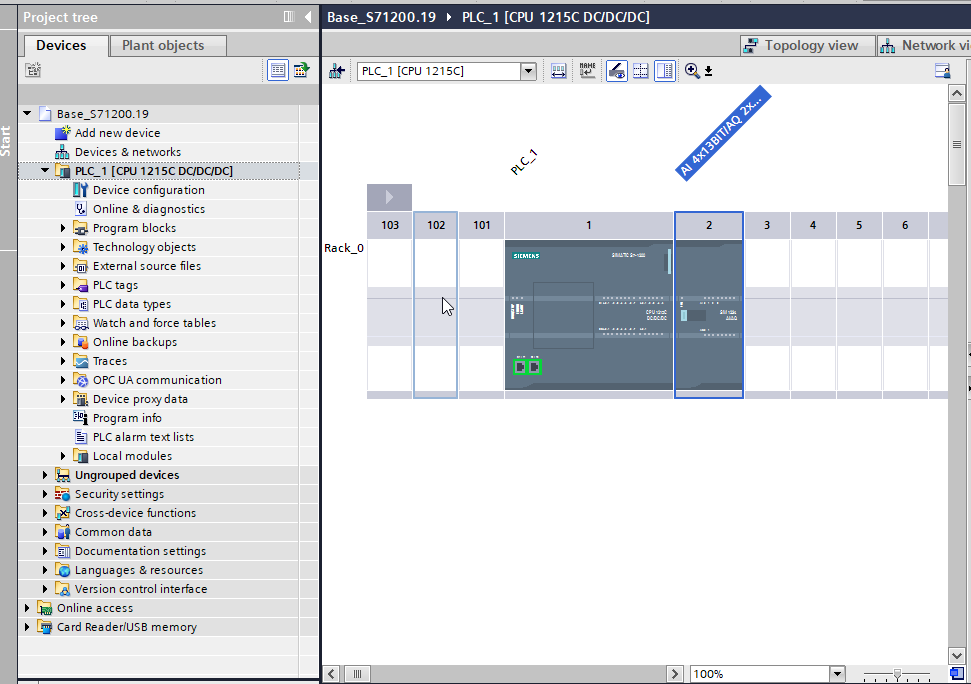 Project tree
Devices
Plant objects
Start
Base_S71200.19
Add new device
Devices & networks
PLC_1 [CPU 1215C DC/DC/DC]
Device configuration
Online & diagnostics
Program blocks
Technology objects
External source files
PLC tags
PLC data types
Watch and force tables
Online backups
Traces
OPC UA communication
Device proxy data
Program info
PLC alarm text lists
Local modules
Ungrouped devices
Security settings
Cross-device functions
Common data
Documentation settings
Languages & resources
Version control interface
Online access
Card Reader/USB memory
Base_S71200.19 PLC_1 [CPU 1215C DC/DC/DC]
Topology view
Network vi
PLC_1 [CPU 1215C]
NAME
PLC_1
AI 4x13BIT/AQ 2x...
103 102 101 1 2 3 4 5 6
Rack_0
SIEMENS
SIMATIC S7-1200
CPU 1215C
DC/DC/DC
100%